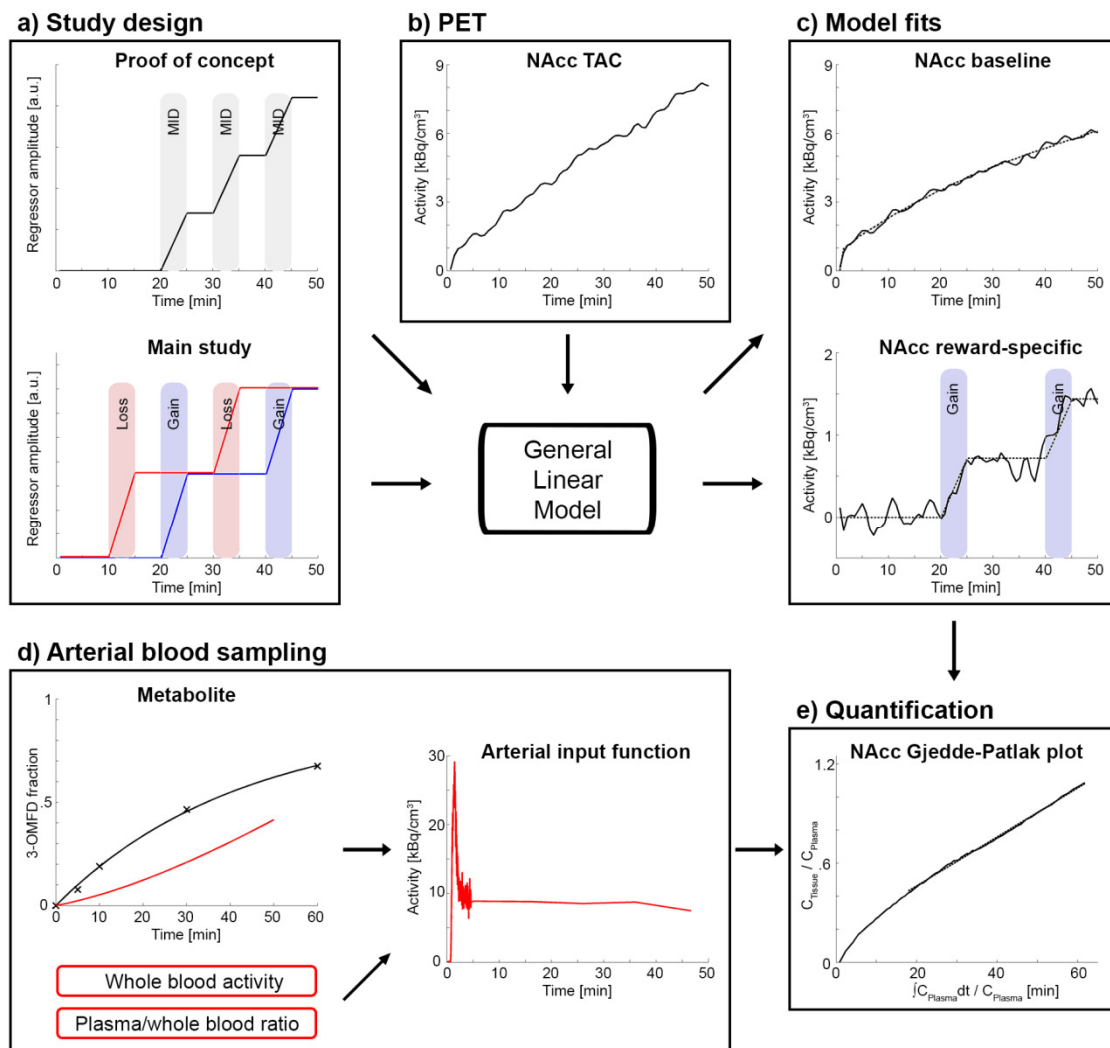 a) Study design
Proof of concept
Regressor amplitude [a.u.]
MID
MID
MID
0
10
20
30
40
50
Time [min]
Main study
Regressor amplitude [a.u.]
Loss
Gain
Loss
Gain
0
10
20
30
40
50
Time [min]
b) PET
NAcc TAC
Activity [kBq/cm³]
9
6
3
0
0
10
20
30
40
50
Time [min]
General
Linear
Model
c) Model fits
NAcc baseline
Activity [kBq/cm³]
9
6
3
0
0
10
20
30
40
50
Time [min]
NAcc reward-specific
Activity [kBq/cm³]
2
1
0
Gain
Gain
0
10
20
30
40
50
Time [min]
d) Arterial blood sampling
Metabolite
3-OMFD fraction
1
.5
0
0
10
20
30
40
50
60
Time [min]
Whole blood activity
Plasma/whole blood ratio
Arterial input function
Activity [kBq/cm³]
30
20
10
0
0
10
20
30
40
50
Time [min]
e) Quantification
NAcc Gjedde-Patlak plot
C_Tissue / C_Plasma
1.2
.6
0
0
20
40
60
∫C_Plasma dt / C_Plasma [min]